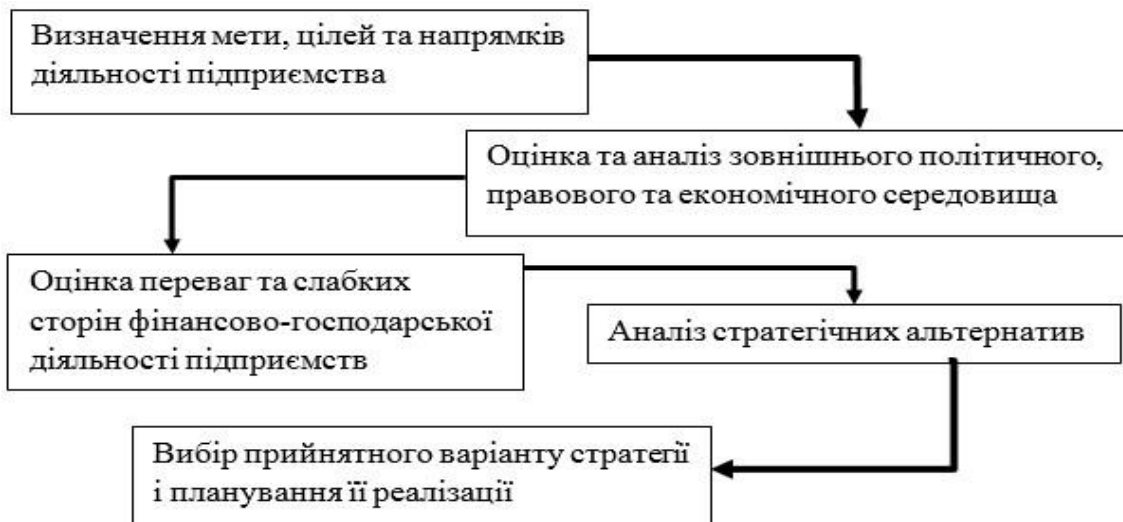 Визначення мети, цілей та напрямків
діяльності підприємства
Оцінка та аналіз зовнішнього політичного,
правового та економічного середовища
Оцінка переваг та слабких
сторін фінансово-господарської
діяльності підприємств
Аналіз стратегічних альтернатив
Вибір прийнятного варіанту стратегії
і планування її реалізації